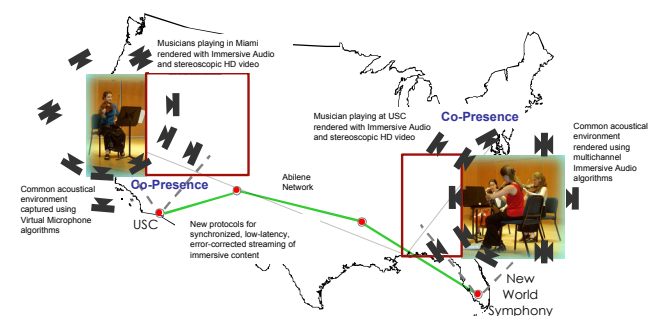 Musicians playing in Miami
rendered with Immersive Audio
and stereoscopic HD video
Musician playing at USC
rendered with Immersive Audio
and stereoscopic HD video
Co-Presence
Common acoustical
environment
rendered using
multichannel
Immersive Audio
algorithms
Common acoustical
environment
captured using
Virtual Microphone
algorithms
Co-Presence
USC
Abilene
Network
New protocols for
synchronized, low-latency,
error-corrected streaming of
immersive content
New
World
Symphony